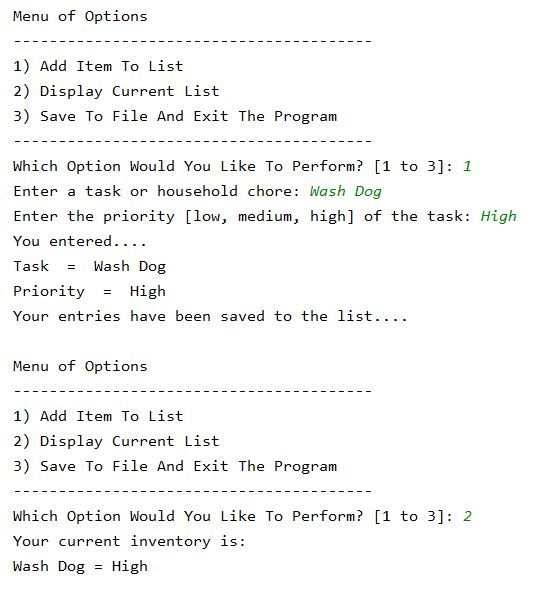 Menu of Options
----------------------------------------
1) Add Item To List
2) Display Current List
3) Save To File And Exit The Program
----------------------------------------
Which Option Would You Like To Perform? [1 to 3]: 1
Enter a task or household chore: Wash Dog
Enter the priority [low, medium, high] of the task: High
You entered....
Task  =  Wash Dog
Priority  =  High
Your entries have been saved to the list....
Menu of Options
----------------------------------------
1) Add Item To List
2) Display Current List
3) Save To File And Exit The Program
----------------------------------------
Which Option Would You Like To Perform? [1 to 3]: 2
Your current inventory is:
Wash Dog = High